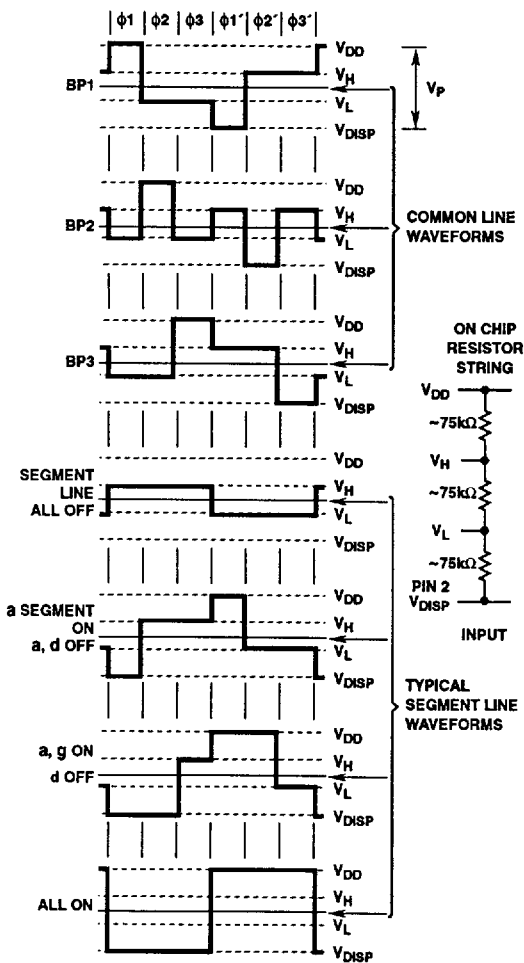 ϕ1 ϕ2 ϕ3 ϕ1´ ϕ2´ ϕ3´
BP1
VDD
VH
VL
VDISP
VP
BP2
VDD
VH
VL
VDISP
COMMON LINE
WAVEFORMS
BP3
VDD
VH
VL
VDISP
ON CHIP
RESISTOR
STRING
VDD
~75kΩ
VH
~75kΩ
VL
~75kΩ
PIN 2
VDISP
INPUT
SEGMENT
LINE
ALL OFF
VDD
VH
VL
VDISP
a SEGMENT
ON
a, d OFF
VDD
VH
VL
VDISP
TYPICAL
SEGMENT LINE
WAVEFORMS
a, g ON
d OFF
VDD
VH
VL
VDISP
ALL ON
VDD
VH
VL
VDISP